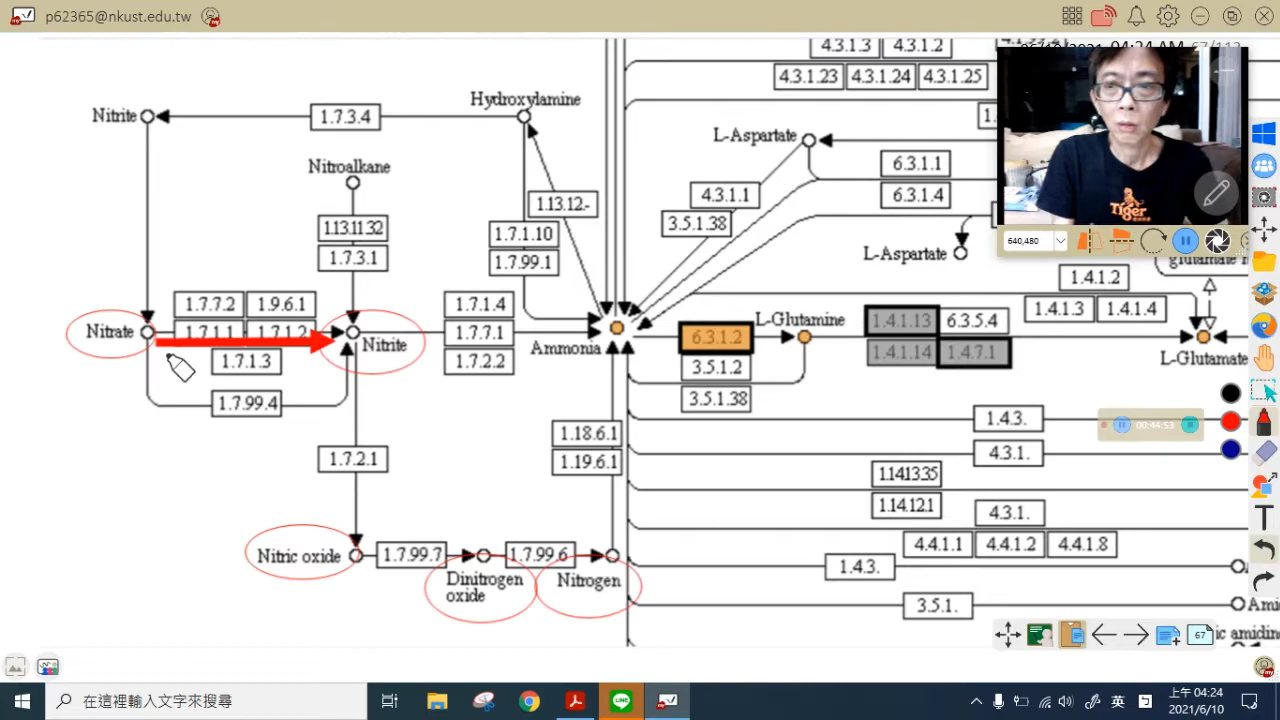 p62365@nkust.edu.tw
4.3.1.3
4.3.1.2
4.3.1.23
4.3.1.24
4.3.1.25
Hydroxylamine
Nitrite
1.7.3.4
L-Aspartate
Nitroalkane
6.3.1.1
4.3.1.1
6.3.1.4
1.13.12.-
3.5.1.38
Tiger
1.13.11.32
1.7.1.10
640,480
1.7.3.1
1.7.99.1
L-Aspartate
1.4.1.2
1.7.7.2
1.9.6.1
1.7.1.4
1.4.1.3
1.4.1.4
Nitrate
1.7.1.1
1.7.1.2
Nitrite
1.7.7.1
Ammonia
6.3.1.2
L-Glutamine
1.4.1.13
6.3.5.4
1.7.1.3
1.7.2.2
3.5.1.2
1.4.1.14
1.4.7.1
L-Glutamate
1.7.99.4
3.5.1.38
1.4.3.
00:44:53
1.18.6.1
4.3.1.
1.7.2.1
1.19.6.1
1.14.13.35
1.14.12.1
4.3.1.
4.4.1.1
4.4.1.2
4.4.1.8
Nitric oxide
1.7.99.7
1.7.99.6
1.4.3.
Dinitrogen
oxide
Nitrogen
3.5.1.
67
在這裡輸入文字來搜尋
英
上午 04:24
2021/6/10